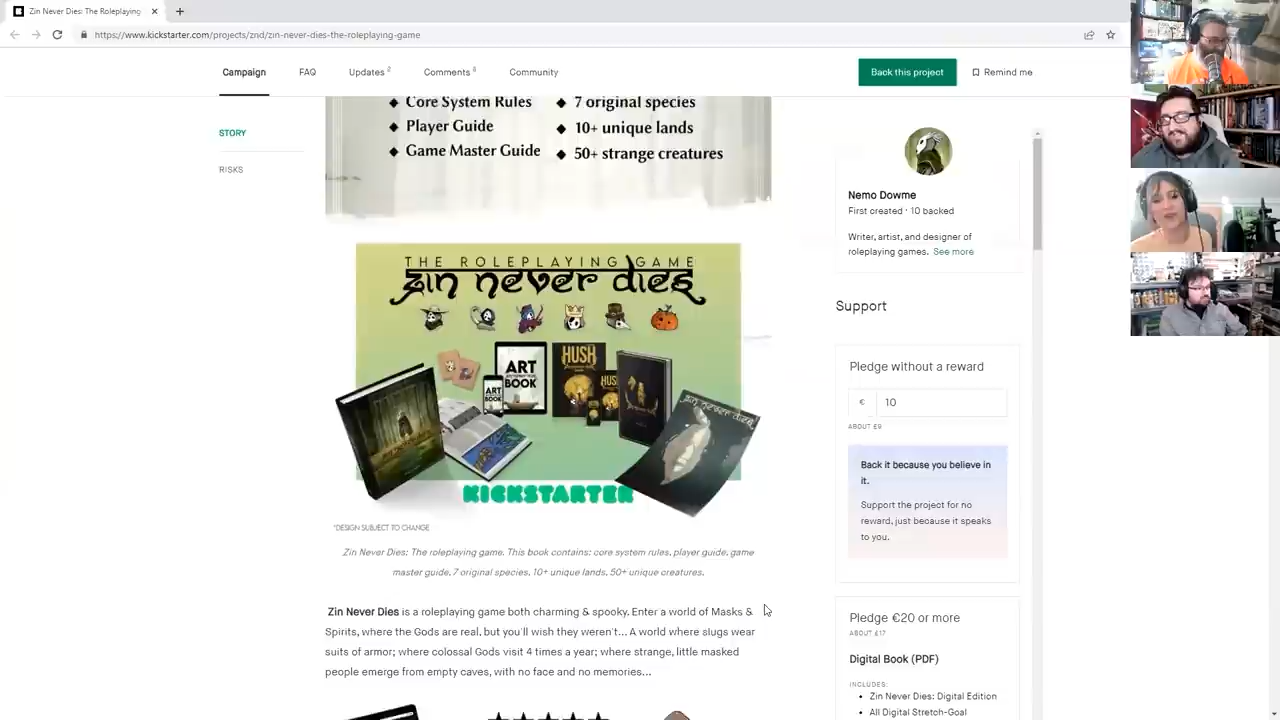 Zin Never Dies: The Roleplaying
https://www.kickstarter.com/projects/znd/zin-never-dies-the-roleplaying-game
Campaign
FAQ
Updates 2
Comments
Community
Back this project
Remind me
STORY
RISKS
◆ Core System Rules
◆ Player Guide
◆ Game Master Guide
◆ 7 original species
◆ 10+ unique lands
◆ 50+ strange creatures
THE ROLEPLAYING GAME
zin never dies
ART
BOOK
ART
BOOK
HUSH
HUSH
zin never dies
KICKSTARTER
*DESIGN SUBJECT TO CHANGE
Zin Never Dies: The roleplaying game. This book contains: core system rules, player guide, game
master guide, 7 original species, 10+ unique lands, 50+ unique creatures.
Zin Never Dies is a roleplaying game both charming & spooky. Enter a world of Masks &
Spirits, where the Gods are real, but you'll wish they weren't... A world where slugs wear
suits of armor; where colossal Gods visit 4 times a year; where strange, little masked
people emerge from empty caves, with no face and no memories...
Nemo Dowme
First created · 10 backed
Writer, artist, and designer of
roleplaying games. See more
Support
Pledge without a reward
€ 10
ABOUT £9
Back it because you believe in
it.
Support the project for no
reward, just because it speaks
to you.
Pledge €20 or more
ABOUT £17
Digital Book (PDF)
INCLUDES:
• Zin Never Dies: Digital Edition
• All Digital Stretch-Goal